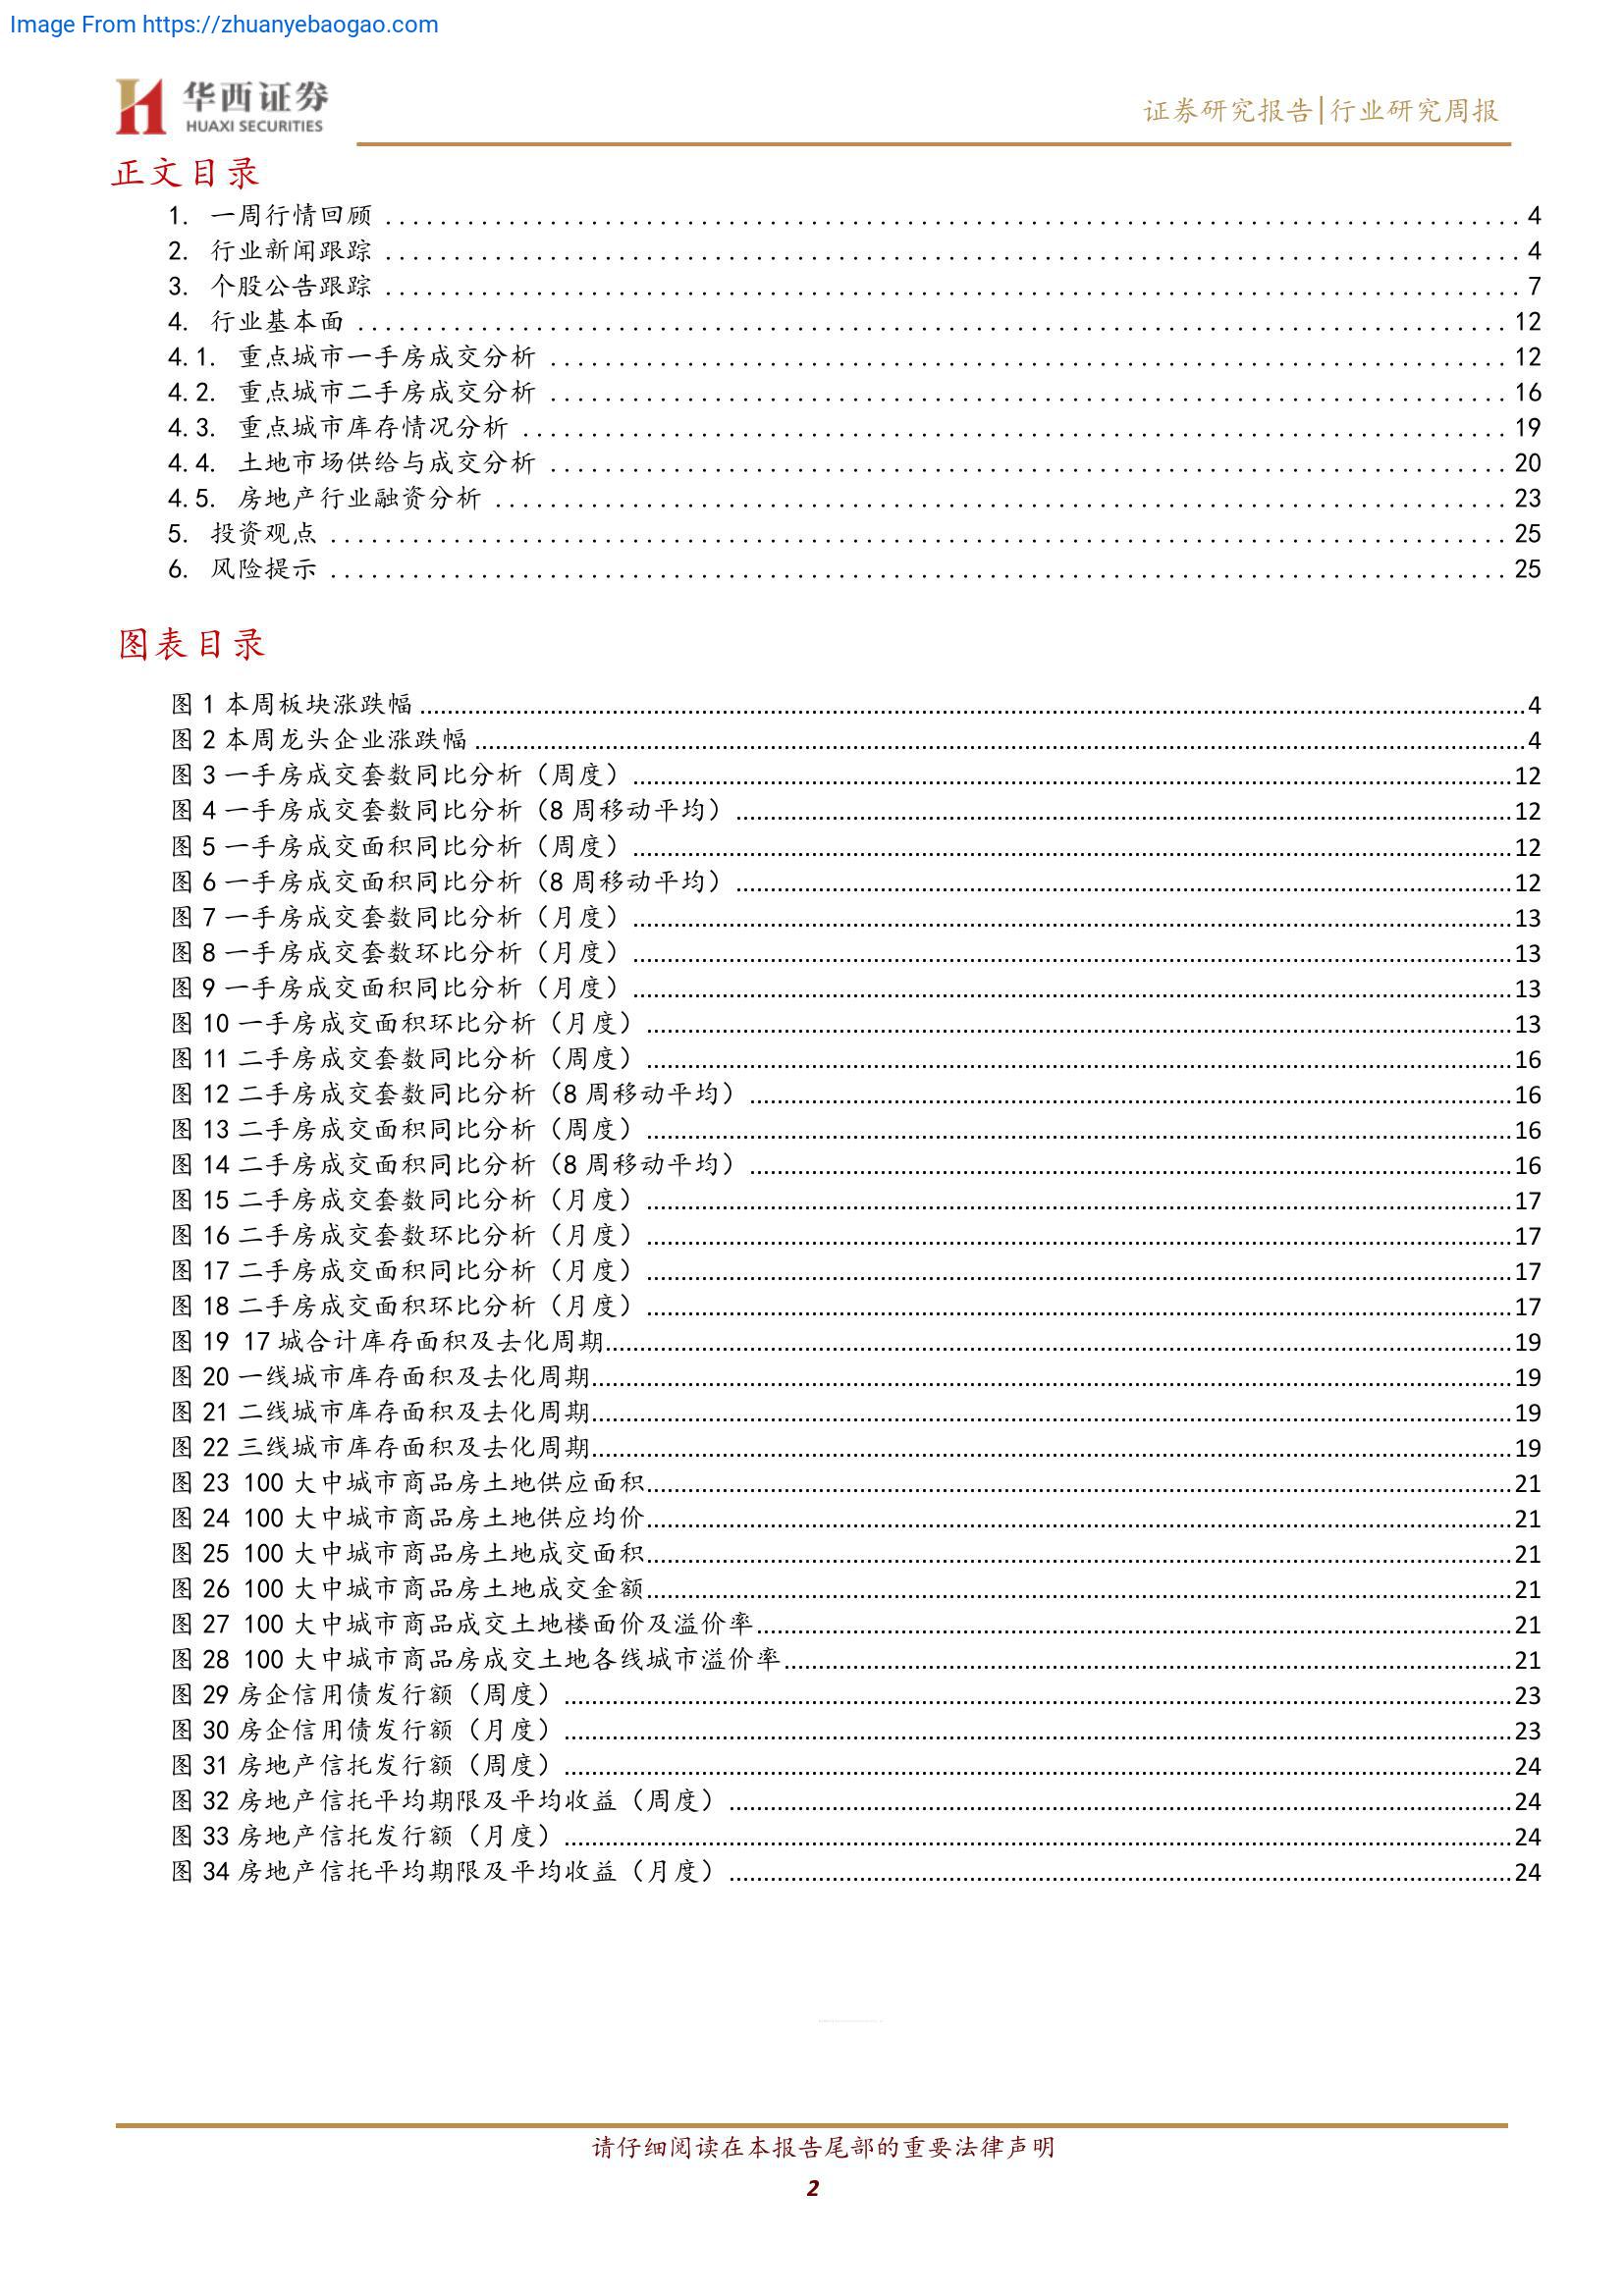 Image From https://zhuanyebaogao.com
华西证券
HUAXI SECURITIES
证券研究报告|行业研究周报
正文目录
1. 一周行情回顾 .......... 4
2. 行业新闻跟踪 .......... 4
3. 个股公告跟踪 .......... 7
4. 行业基本面 .......... 12
4.1. 重点城市一手房成交分析 .......... 12
4.2. 重点城市二手房成交分析 .......... 16
4.3. 重点城市库存情况分析 .......... 19
4.4. 土地市场供给与成交分析 .......... 20
4.5. 房地产行业融资分析 .......... 23
5. 投资观点 .......... 25
6. 风险提示 .......... 25
图表目录
图 1 本周板块涨跌幅 .......... 4
图 2 本周龙头企业涨跌幅 .......... 4
图 3 一手房成交套数同比分析（周度） .......... 12
图 4 一手房成交套数同比分析（8 周移动平均） .......... 12
图 5 一手房成交面积同比分析（周度） .......... 12
图 6 一手房成交面积同比分析（8 周移动平均） .......... 12
图 7 一手房成交套数同比分析（月度） .......... 13
图 8 一手房成交套数环比分析（月度） .......... 13
图 9 一手房成交面积同比分析（月度） .......... 13
图 10 一手房成交面积环比分析（月度） .......... 13
图 11 二手房成交套数同比分析（周度） .......... 16
图 12 二手房成交套数同比分析（8 周移动平均） .......... 16
图 13 二手房成交面积同比分析（周度） .......... 16
图 14 二手房成交面积同比分析（8 周移动平均） .......... 16
图 15 二手房成交套数同比分析（月度） .......... 17
图 16 二手房成交套数环比分析（月度） .......... 17
图 17 二手房成交面积同比分析（月度） .......... 17
图 18 二手房成交面积环比分析（月度） .......... 17
图 19 17 城合计库存面积及去化周期 .......... 19
图 20 一线城市库存面积及去化周期 .......... 19
图 21 二线城市库存面积及去化周期 .......... 19
图 22 三线城市库存面积及去化周期 .......... 19
图 23 100 大中城市商品房土地供应面积 .......... 21
图 24 100 大中城市商品房土地供应均价 .......... 21
图 25 100 大中城市商品房土地成交面积 .......... 21
图 26 100 大中城市商品房土地成交金额 .......... 21
图 27 100 大中城市商品成交土地楼面价及溢价率 .......... 21
图 28 100 大中城市商品房成交土地各线城市溢价率 .......... 21
图 29 房企信用债发行额（周度） .......... 23
图 30 房企信用债发行额（月度） .......... 23
图 31 房地产信托发行额（周度） .......... 24
图 32 房地产信托平均期限及平均收益（周度） .......... 24
图 33 房地产信托发行额（月度） .......... 24
图 34 房地产信托平均期限及平均收益（月度） .......... 24
请仔细阅读在本报告尾部的重要法律声明
2